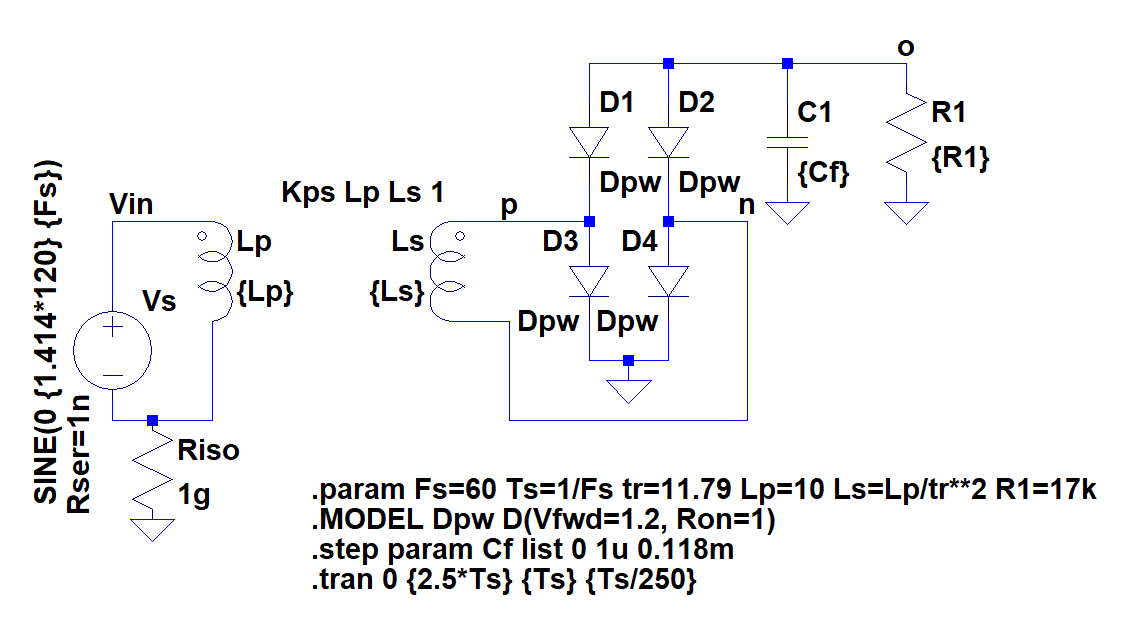 o
D1
D2
C1
R1
{Cf}
{R1}
Dpw
Dpw
Kps Lp Ls 1
Vin
p
n
Lp
Ls
D3
D4
{Lp}
{Ls}
Vs
Dpw
Dpw
SINE(0 {1.414*120} {Fs})
Rser=1n
Riso
1g
.param Fs=60 Ts=1/Fs tr=11.79 Lp=10 Ls=Lp/tr**2 R1=17k
.MODEL Dpw D(Vfwd=1.2, Ron=1)
.step param Cf list 0 1u 0.118m
.tran 0 {2.5*Ts} {Ts} {Ts/250}